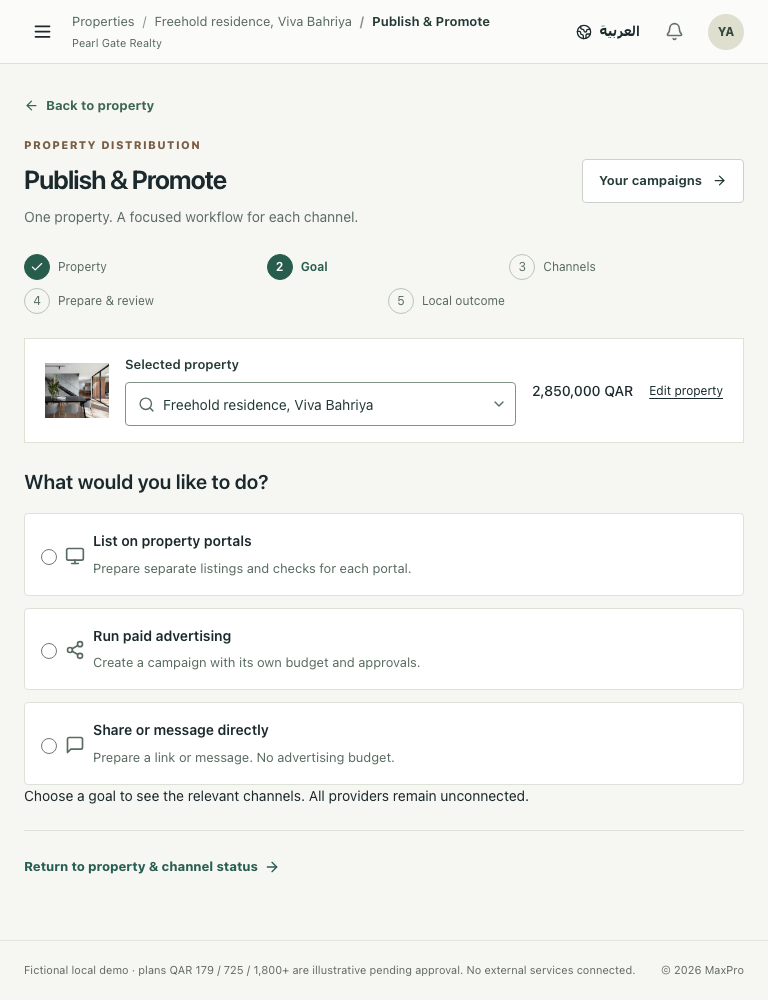 Properties / Freehold residence, Viva Bahriya / Publish & Promote
Pearl Gate Realty
العربية
YA
Back to property
PROPERTY DISTRIBUTION
Publish & Promote
Your campaigns
One property. A focused workflow for each channel.
Property
2 Goal
3 Channels
4 Prepare & review
5 Local outcome
Selected property
Freehold residence, Viva Bahriya
2,850,000 QAR
Edit property
What would you like to do?
List on property portals
Prepare separate listings and checks for each portal.
Run paid advertising
Create a campaign with its own budget and approvals.
Share or message directly
Prepare a link or message. No advertising budget.
Choose a goal to see the relevant channels. All providers remain unconnected.
Return to property & channel status
Fictional local demo · plans QAR 179 / 725 / 1,800+ are illustrative pending approval. No external services connected.
© 2026 MaxPro